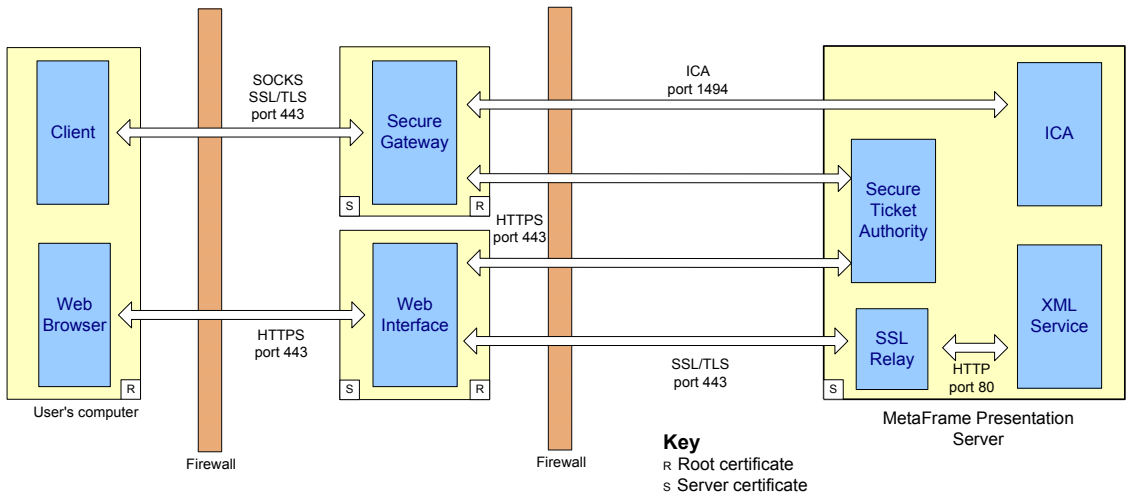 SOCKS
SSL/TLS
port 443
ICA
port 1494
Client
Secure
Gateway
ICA
Secure
Ticket
Authority
S
R
HTTPS
port 443
Web
Browser
Web
Interface
XML
Service
SSL
Relay
HTTPS
port 443
SSL/TLS
port 443
HTTP
port 80
R
S
R
S
User's computer
MetaFrame Presentation
Server
Firewall
Firewall
Key
R Root certificate
S Server certificate